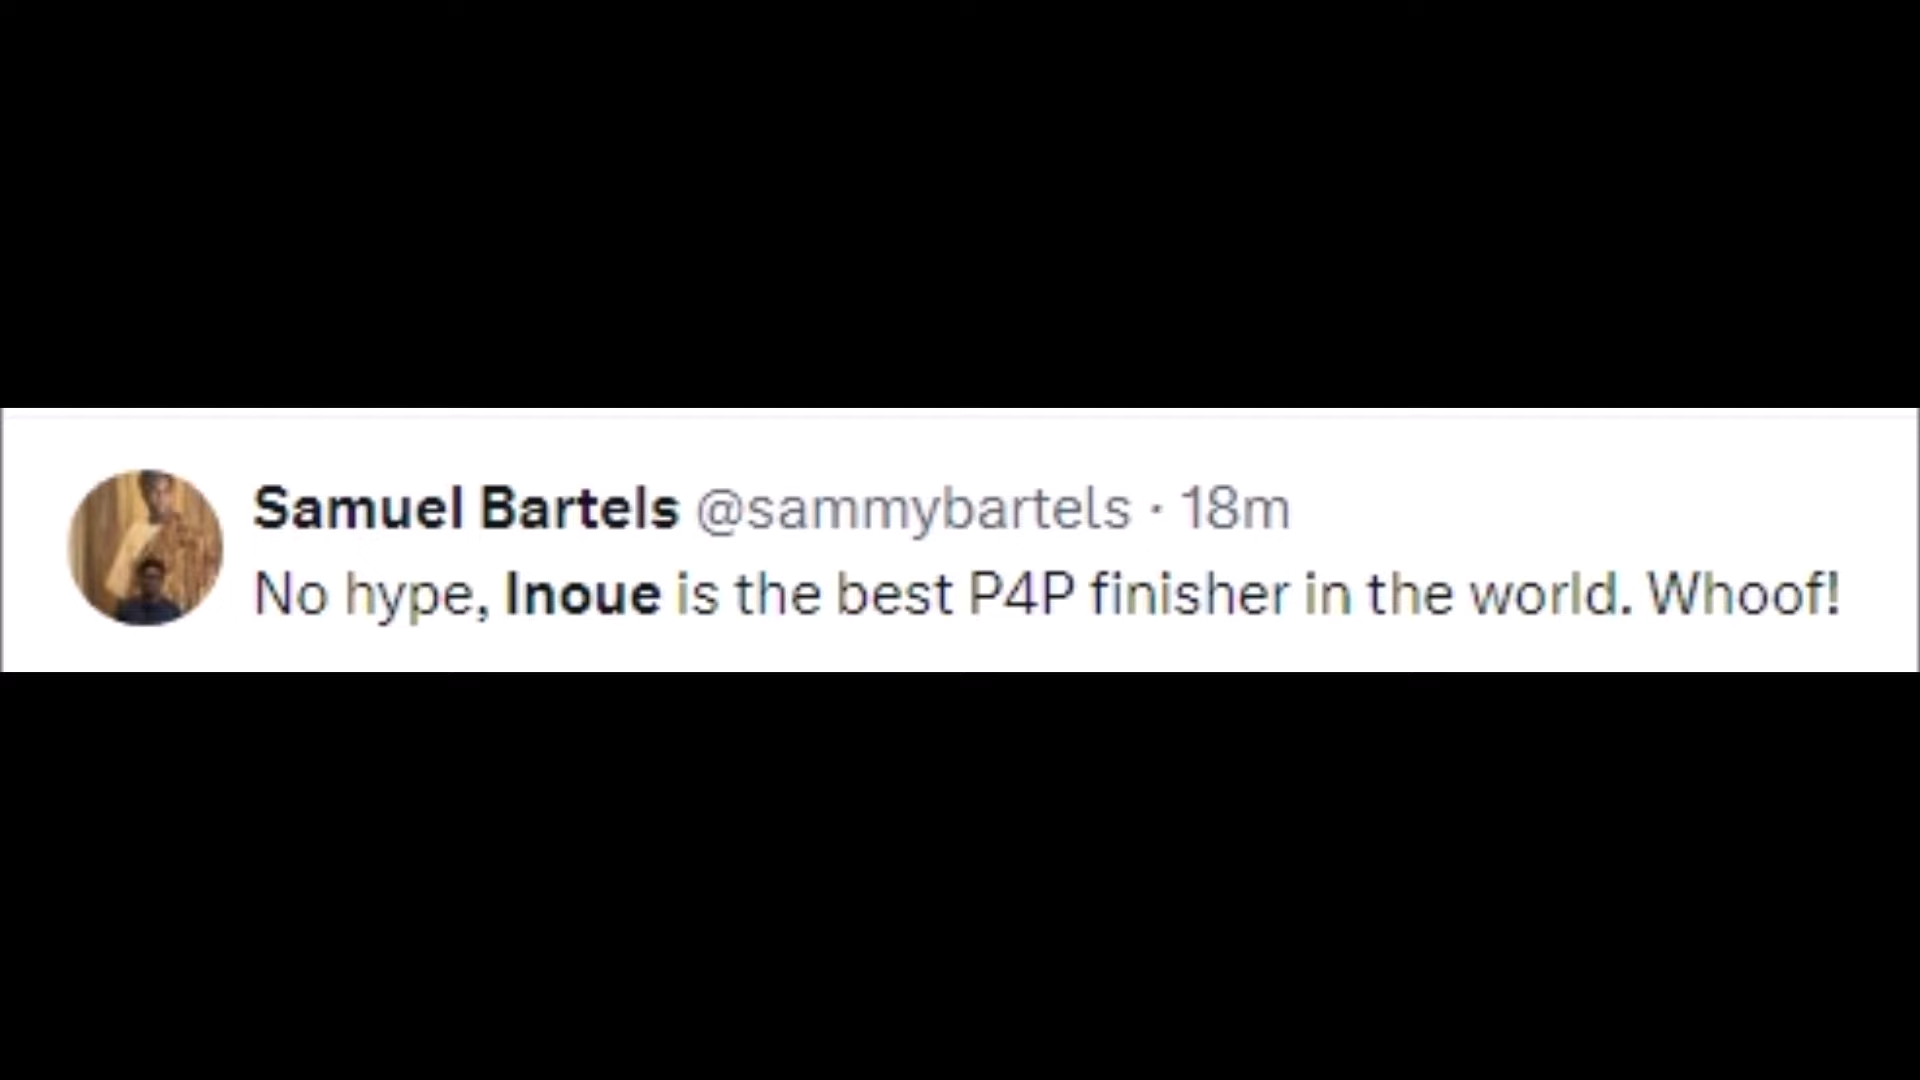 Samuel Bartels @sammybartels · 18m
No hype, Inoue is the best P4P finisher in the world. Whoof!